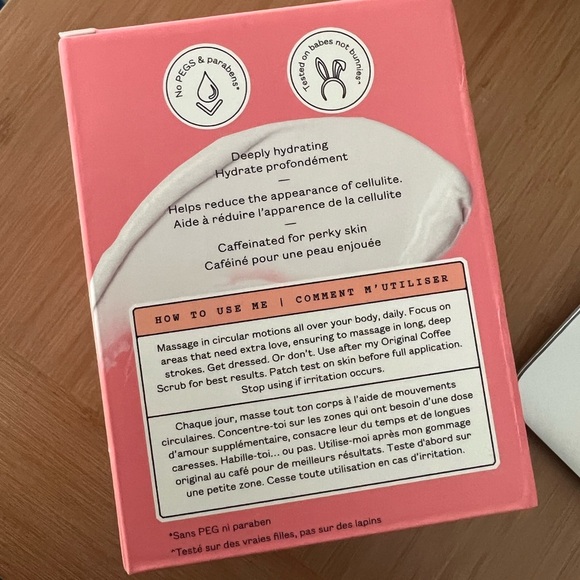 No PEGS & parabens*
Tested on babes not bunnies^
Deeply hydrating
Hydrate profondément
—
Helps reduce the appearance of cellulite.
Aide à réduire l'apparence de la cellulite
—
Caffeinated for perky skin
Caféiné pour une peau enjouée
HOW TO USE ME | COMMENT M'UTILISER
Massage in circular motions all over your body, daily. Focus on
areas that need extra love, ensuring to massage in long, deep
strokes. Get dressed. Or don't. Use after my Original Coffee
Scrub for best results. Patch test on skin before full application.
Stop using if irritation occurs.
Chaque jour, masse tout ton corps à l'aide de mouvements
circulaires. Concentre-toi sur les zones qui ont besoin d'une dose
d'amour supplémentaire, consacre leur du temps et de longues
caresses. Habille-toi... ou pas. Utilise-moi après mon gommage
original au café pour de meilleurs résultats. Teste d'abord sur
une petite zone. Cesse toute utilisation en cas d'irritation.
*Sans PEG ni paraben
^Testé sur des vraies filles, pas sur des lapins